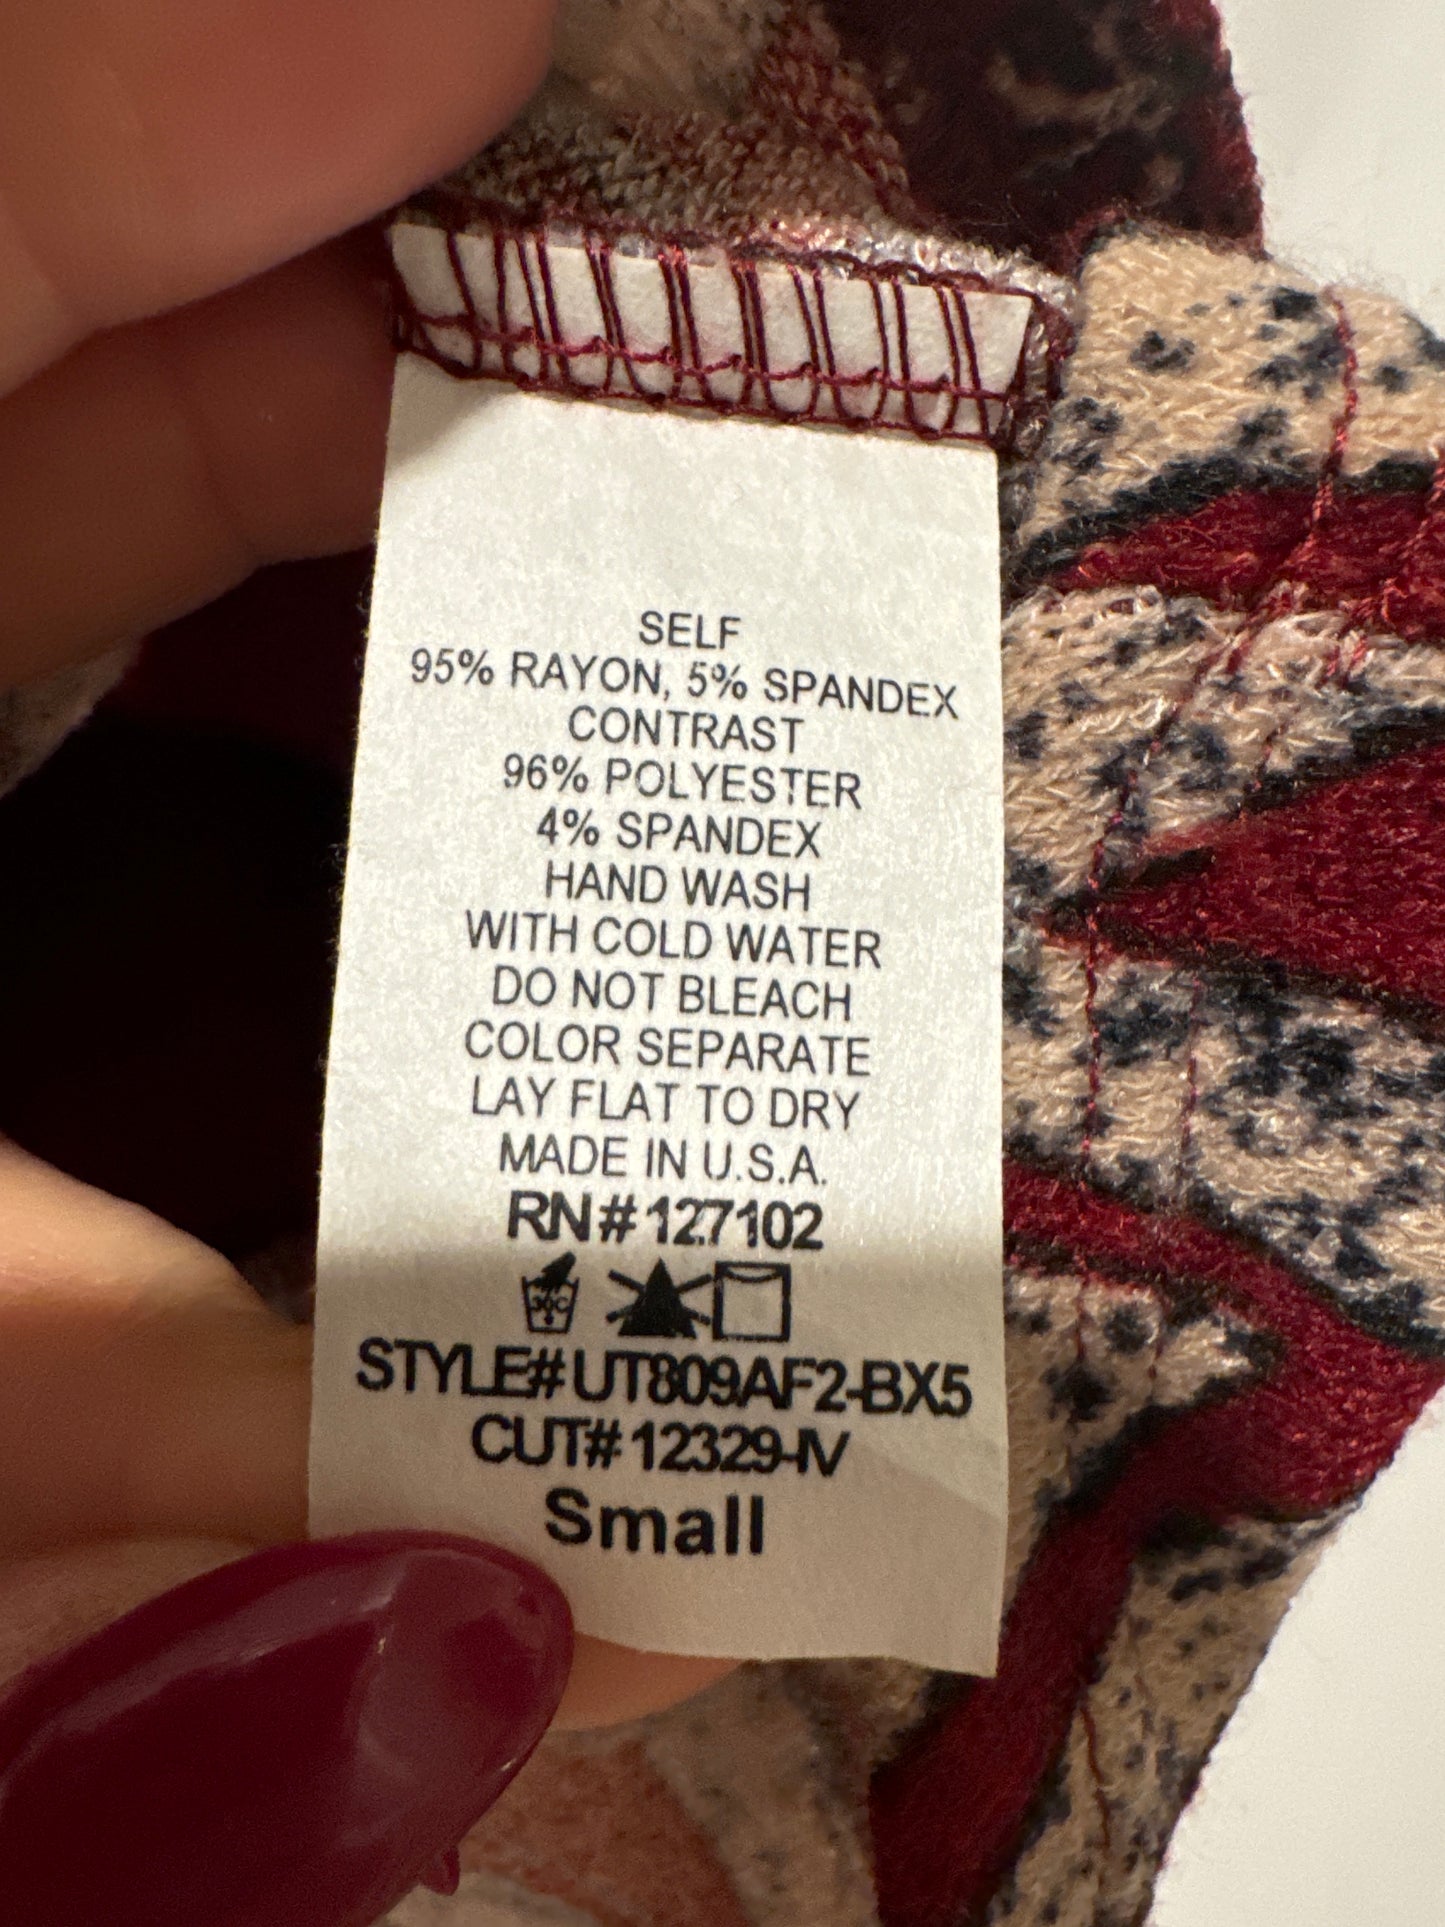 SELF
95% RAYON, 5% SPANDEX
CONTRAST
96% POLYESTER
4% SPANDEX
HAND WASH
WITH COLD WATER
DO NOT BLEACH
COLOR SEPARATE
LAY FLAT TO DRY
MADE IN U.S.A.
RN# 127102
30C
STYLE# UT809AF2-BX5
CUT# 12329-IV
Small